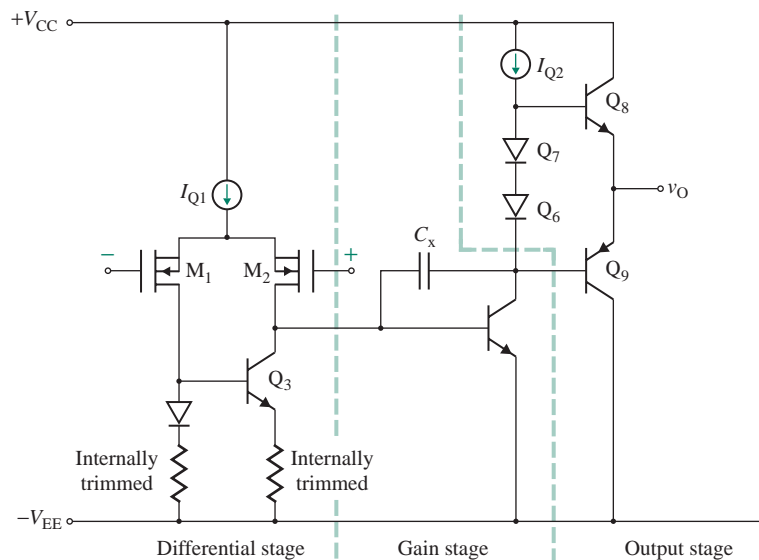 +V_CC
I_Q2
Q_8
Q_7
I_Q1
v_O
Q_6
C_x
−
+
M_1
M_2
Q_9
Q_3
Internally
trimmed
Internally
trimmed
−V_EE
Differential stage
Gain stage
Output stage